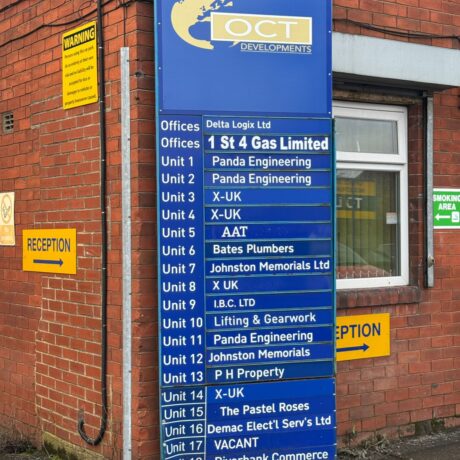 OCT
DEVELOPMENTS
Offices Delta Logix Ltd
Offices 1 St 4 Gas Limited
Unit 1 Panda Engineering
Unit 2 Panda Engineering
Unit 3 X-UK
Unit 4 X-UK
Unit 5 AAT
Unit 6 Bates Plumbers
Unit 7 Johnston Memorials Ltd
Unit 8 X UK
Unit 9 I.B.C. LTD
Unit 10 Lifting & Gearwork
Unit 11 Panda Engineering
Unit 12 Johnston Memorials
Unit 13 P H Property
Unit 14 X-UK
Unit 15 The Pastel Roses
Unit 16 Demac Elect'l Serv's Ltd
Unit 17 VACANT
Riverbank Commerce
WARNING
RECEPTION
EPTION
SMOKING
AREA